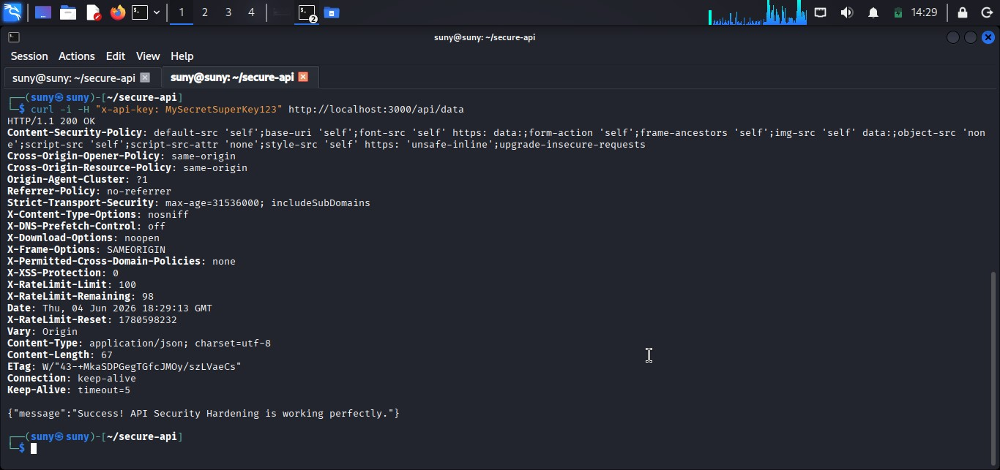 1 2 3 4 2 14:29
suny@suny: ~/secure-api
Session Actions Edit View Help
suny@suny: ~/secure-api suny@suny: ~/secure-api
┌──(suny㉿suny)-[~/secure-api]
└─$ curl -i -H "x-api-key: MySecretSuperKey123" http://localhost:3000/api/data
HTTP/1.1 200 OK
Content-Security-Policy: default-src 'self';base-uri 'self';font-src 'self' https: data:;form-action 'self';frame-ancestors 'self';img-src 'self' data:;object-src 'non
e';script-src 'self';script-src-attr 'none';style-src 'self' https: 'unsafe-inline';upgrade-insecure-requests
Cross-Origin-Opener-Policy: same-origin
Cross-Origin-Resource-Policy: same-origin
Origin-Agent-Cluster: ?1
Referrer-Policy: no-referrer
Strict-Transport-Security: max-age=31536000; includeSubDomains
X-Content-Type-Options: nosniff
X-DNS-Prefetch-Control: off
X-Download-Options: noopen
X-Frame-Options: SAMEORIGIN
X-Permitted-Cross-Domain-Policies: none
X-XSS-Protection: 0
X-RateLimit-Limit: 100
X-RateLimit-Remaining: 98
Date: Thu, 04 Jun 2026 18:29:13 GMT
X-RateLimit-Reset: 1780598232
Vary: Origin
Content-Type: application/json; charset=utf-8
Content-Length: 67
ETag: W/"43-+MkaSDPGegTGfcJMOy/szLVaeCs"
Connection: keep-alive
Keep-Alive: timeout=5
{"message":"Success! API Security Hardening is working perfectly."}
┌──(suny㉿suny)-[~/secure-api]
└─$